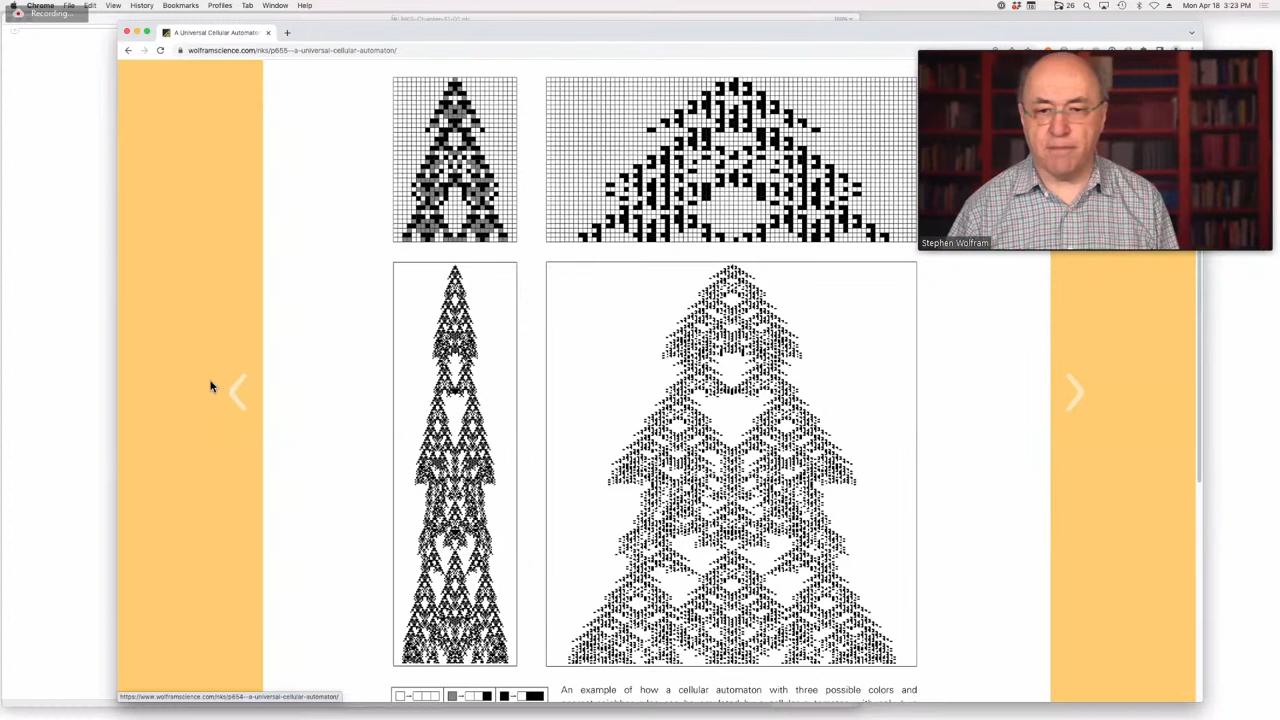 Chrome File Edit View History Bookmarks Profiles Tab Window Help
26
Mon Apr 18 3:23 PM
Recording...
A Universal Cellular Automaton
wolframscience.com/nks/p655--a-universal-cellular-automaton/
Stephen Wolfram
An example of how a cellular automaton with three possible colors and
https://www.wolframscience.com/nks/p654--a-universal-cellular-automaton/